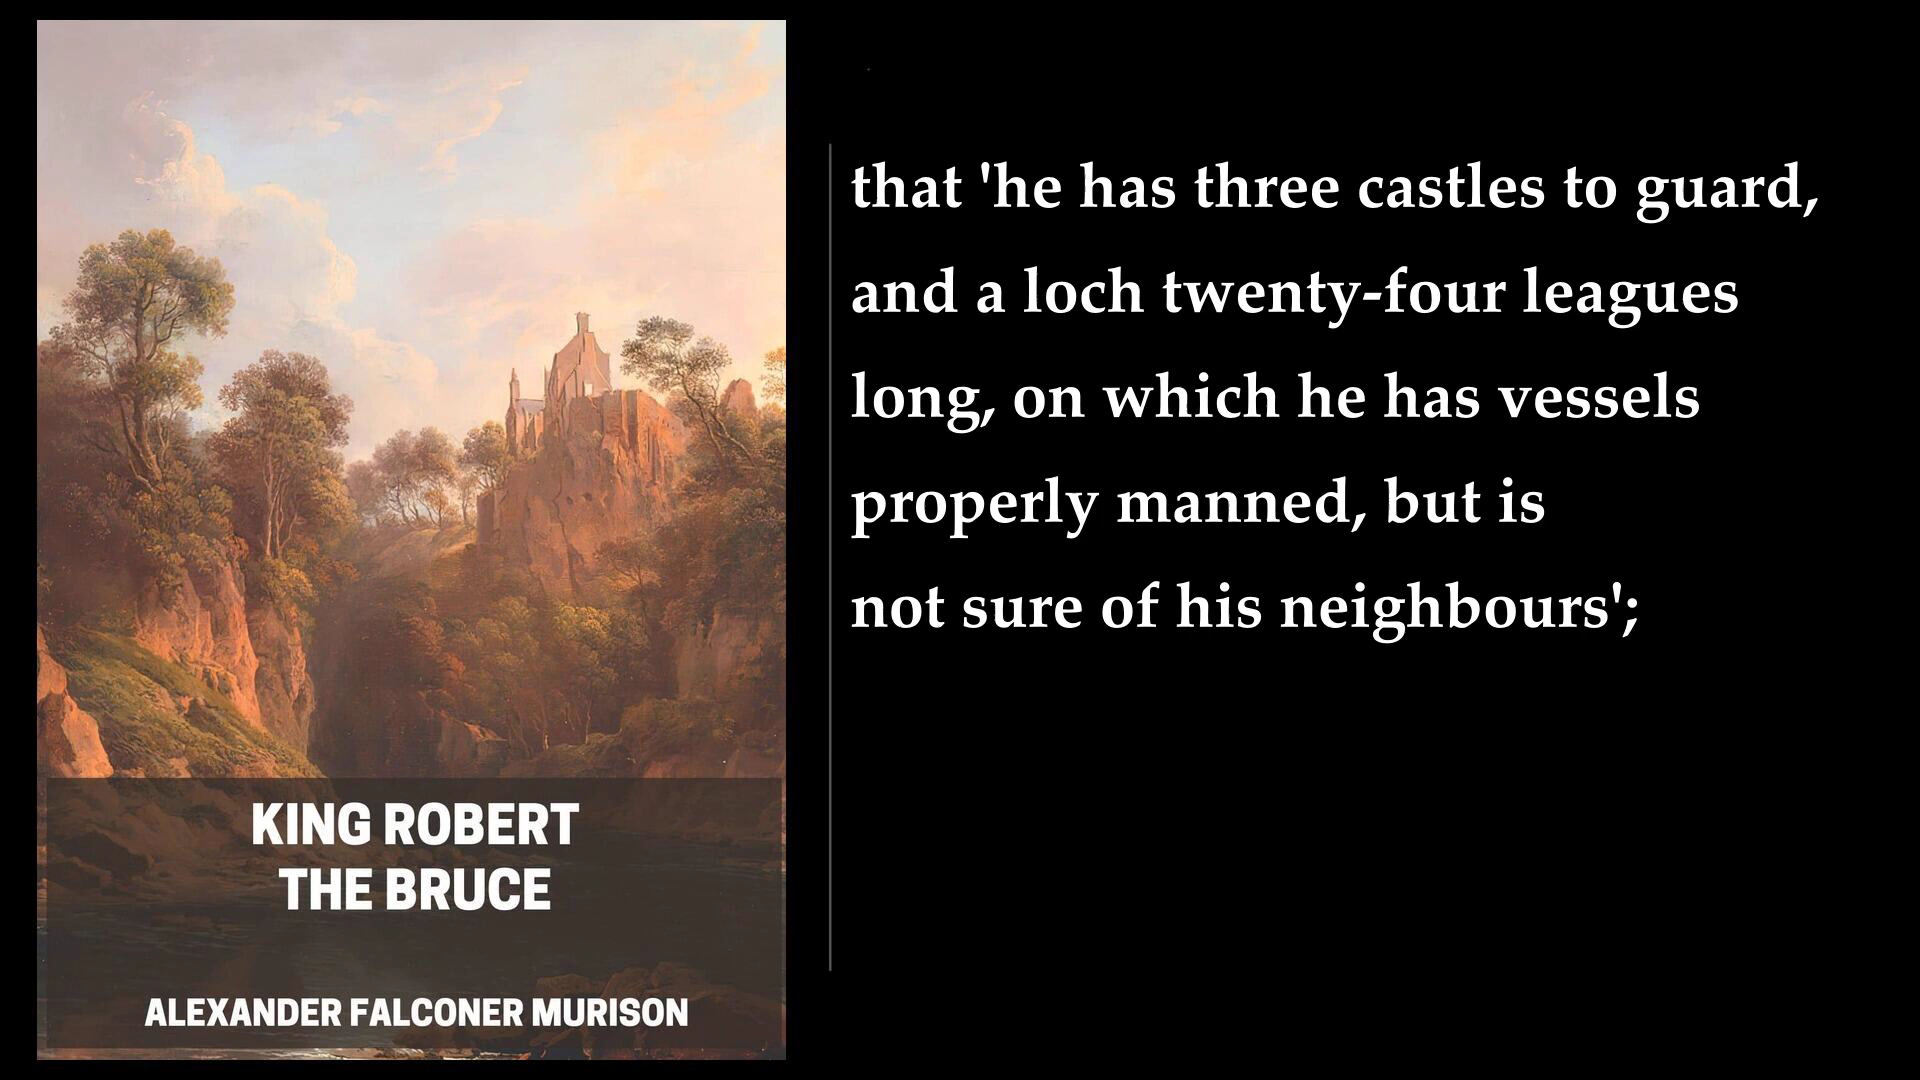 that 'he has three castles to guard,
and a loch twenty-four leagues
long, on which he has vessels
properly manned, but is
not sure of his neighbours';
KING ROBERT
THE BRUCE
ALEXANDER FALCONER MURISON